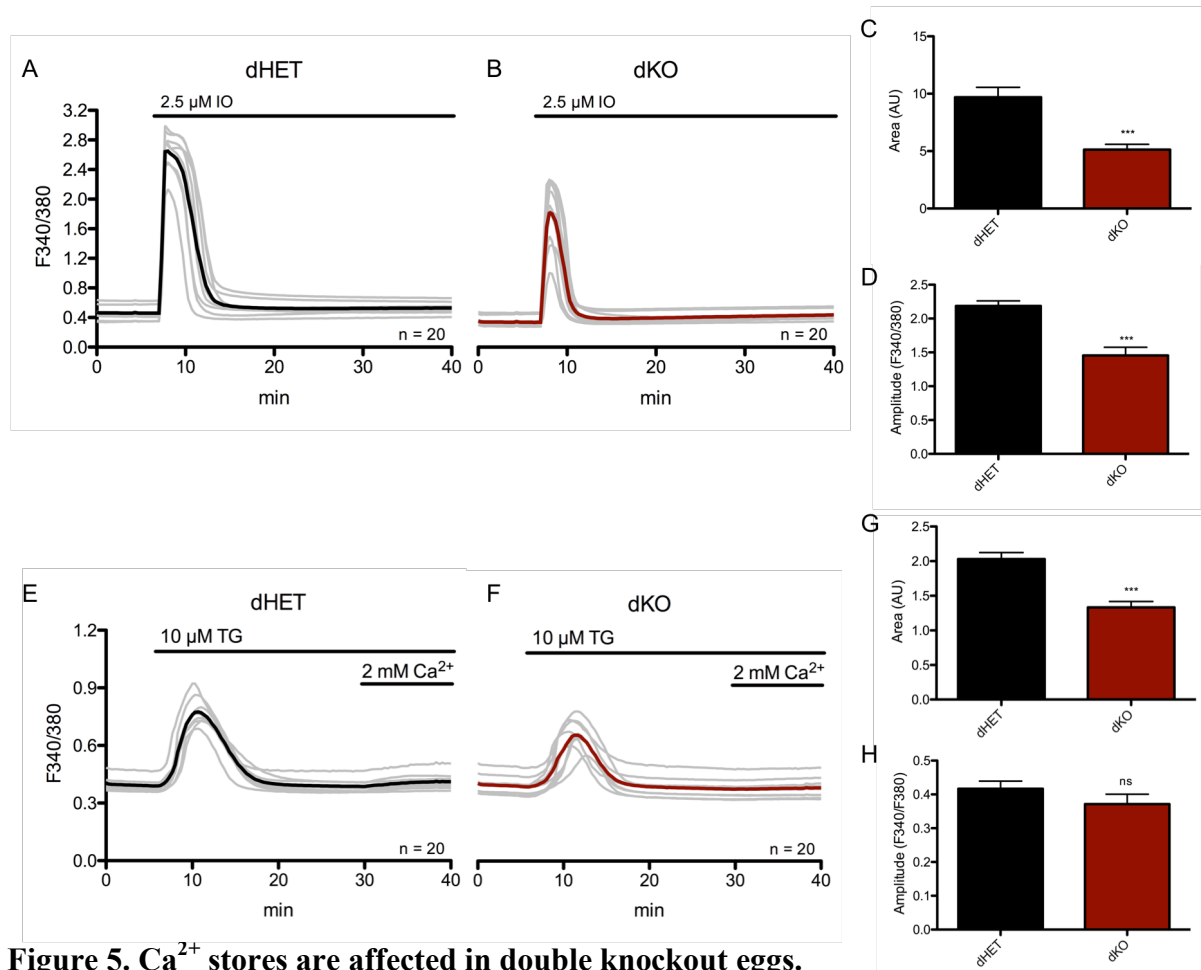 A
dHET
2.5 µM IO
3.2
2.8
2.4
2.0
1.6
1.2
0.8
0.4
0.0
F340/380
0 10 20 30 40
min
n = 20
B
dKO
2.5 µM IO
n = 20
0 10 20 30 40
min
C
15
10
5
0
Area (AU)
***
dHET dKO
D
2.5
2.0
1.5
1.0
0.5
0.0
Amplitude (F340/380)
***
dHET dKO
E
dHET
10 µM TG
2 mM Ca²⁺
1.2
0.9
0.6
0.3
0.0
F340/380
n = 20
0 10 20 30 40
min
F
dKO
10 µM TG
2 mM Ca²⁺
n = 20
0 10 20 30 40
min
G
2.5
2.0
1.5
1.0
0.5
0.0
Area (AU)
***
dHET dKO
H
0.5
0.4
0.3
0.2
0.1
0.0
Amplitude (F340/F380)
ns
dHET dKO
Figure 5. Ca²⁺ stores are affected in double knockout eggs.